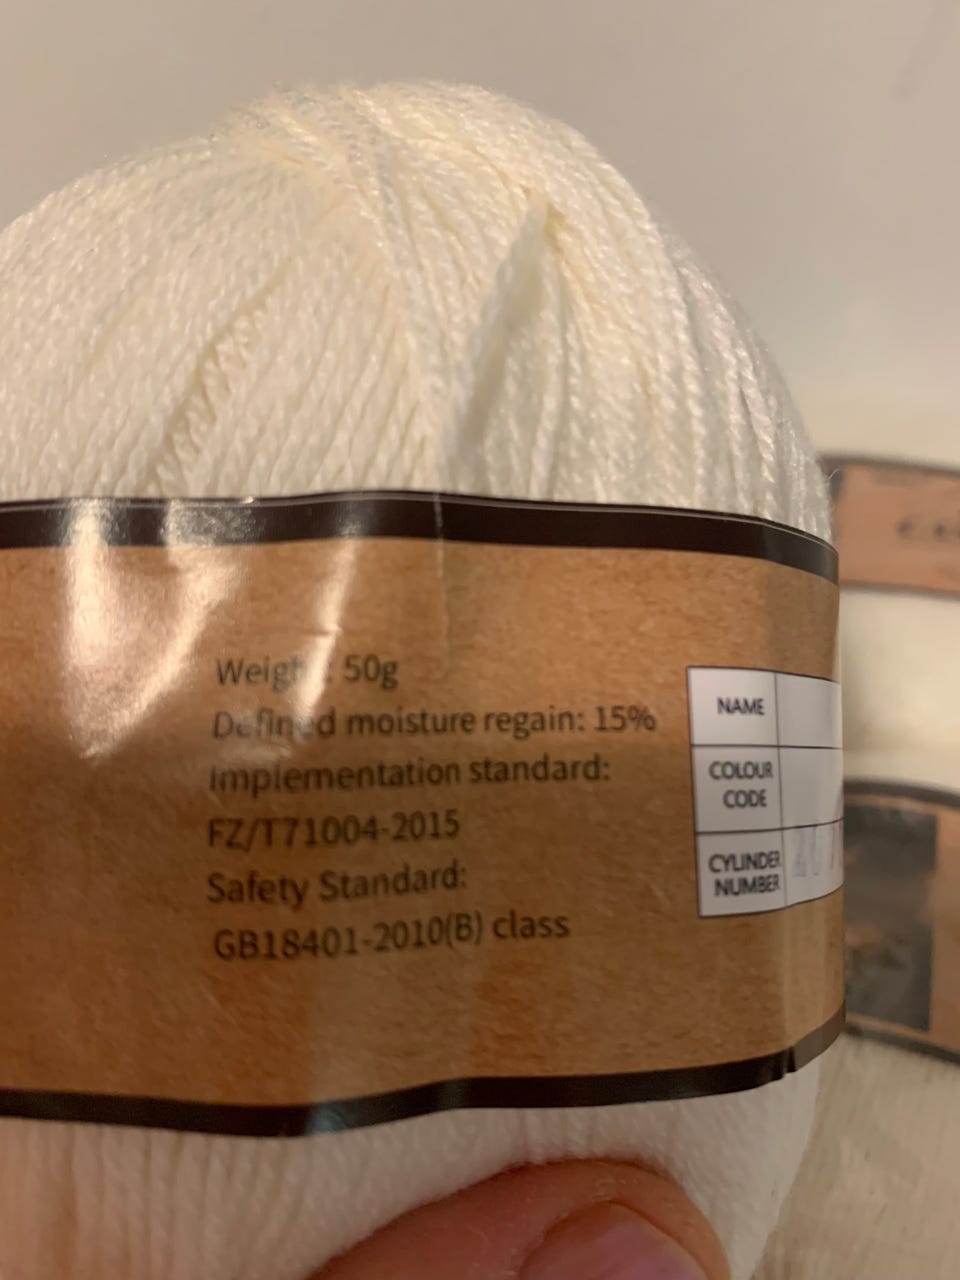 Weight: 50g
Defined moisture regain: 15%
Implementation standard:
FZ/T71004-2015
Safety Standard:
GB18401-2010(B) class
NAME
COLOUR
CODE
CYLINDER
NUMBER